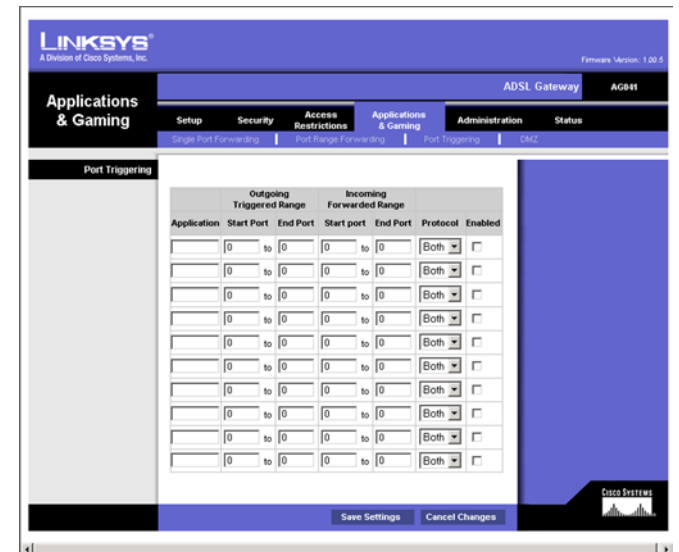 LINKSYS®
A Division of Cisco Systems, Inc.
Firmware Version: 1.00.5
ADSL Gateway AG041
Applications & Gaming
Setup Security Access Restrictions Applications & Gaming Administration Status
Single Port Forwarding Port Range Forwarding Port Triggering DMZ
Port Triggering
Outgoing Triggered Range Incoming Forwarded Range
Application Start Port End Port Start port End Port Protocol Enabled
0 to 0 0 to 0 Both
0 to 0 0 to 0 Both
0 to 0 0 to 0 Both
0 to 0 0 to 0 Both
0 to 0 0 to 0 Both
0 to 0 0 to 0 Both
0 to 0 0 to 0 Both
0 to 0 0 to 0 Both
0 to 0 0 to 0 Both
0 to 0 0 to 0 Both
Save Settings Cancel Changes
CISCO SYSTEMS